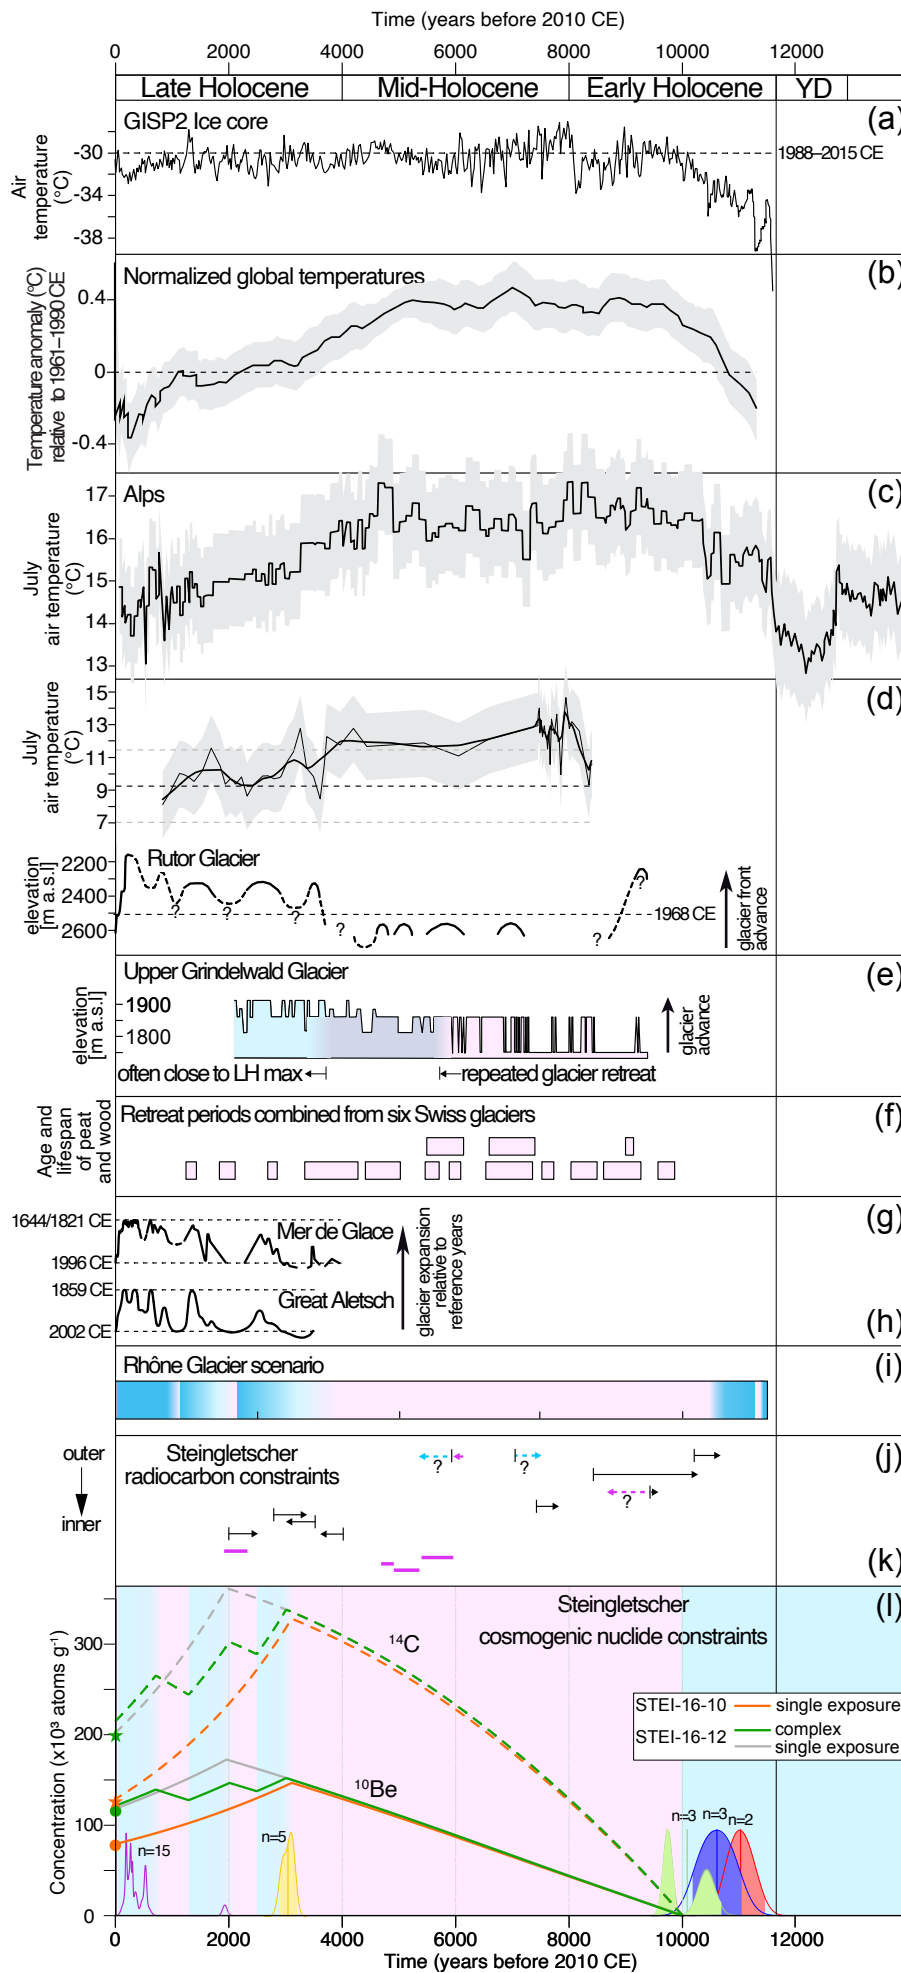 Time (years before 2010 CE)
0 2000 4000 6000 8000 10000 12000
Late Holocene Mid-Holocene Early Holocene YD
(a)
GISP2 Ice core
1988–2015 CE
Air
temperature
(°C)
-30
-34
-38
(b)
Normalized global temperatures
Temperature anomaly (°C)
relative to 1961–1990 CE
0.4
0
-0.4
(c)
Alps
July
air temperature
(°C)
17
16
15
14
13
(d)
July
air temperature
(°C)
15
13
11
9
7
Rutor Glacier
elevation
[m a.s.l]
2200
2400
2600
? ? ? ? ? ?
1968 CE
glacier front
advance
(e)
Upper Grindelwald Glacier
elevation
[m a.s.l]
1900
1800
glacier
advance
often close to LH max
repeated glacier retreat
(f)
Retreat periods combined from six Swiss glaciers
Age and
lifespan
of peat
and wood
(g)
1644/1821 CE
Mer de Glace
1996 CE
1859 CE
Great Aletsch
2002 CE
glacier expansion
relative to
reference years
(h)
(i)
Rhône Glacier scenario
(j)
outer
inner
Steingletscher
radiocarbon constraints
? ? ?
(k)
(l)
Steingletscher
cosmogenic nuclide constraints
14C
10Be
STEI-16-10 single exposure
STEI-16-12 complex
single exposure
Concentration (x10³ atoms g⁻¹)
300
200
100
0
n=15
n=5
n=3
n=3
n=2
0 2000 4000 6000 8000 10000 12000
Time (years before 2010 CE)